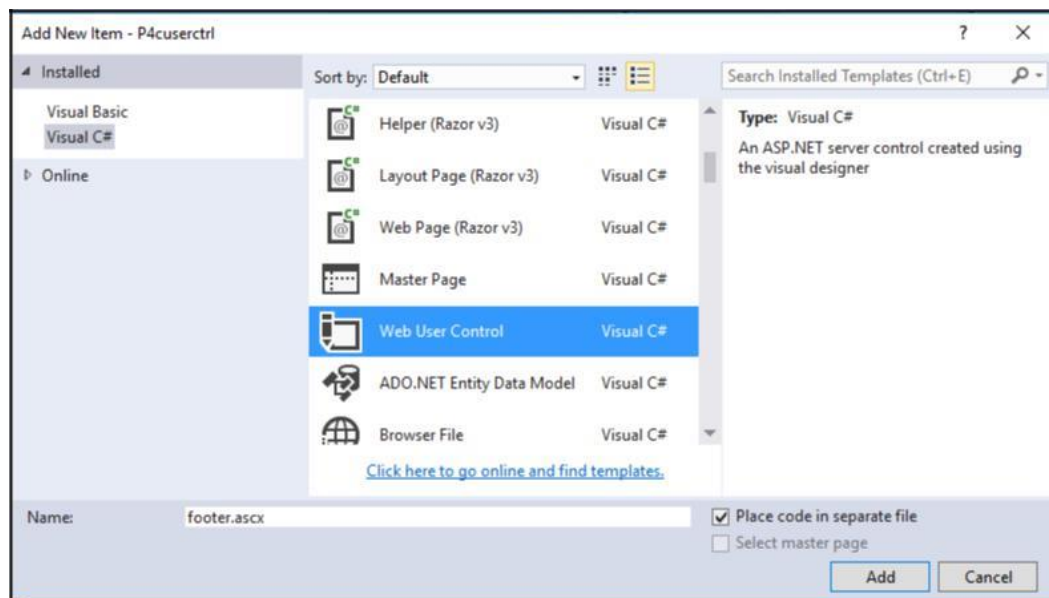 Add New Item - P4cuserctrl
? X
Installed
Visual Basic
Visual C#
Online
Sort by: Default
Helper (Razor v3) Visual C#
Layout Page (Razor v3) Visual C#
Web Page (Razor v3) Visual C#
Master Page Visual C#
Web User Control Visual C#
ADO.NET Entity Data Model Visual C#
Browser File Visual C#
Click here to go online and find templates.
Search Installed Templates (Ctrl+E)
Type: Visual C#
An ASP.NET server control created using
the visual designer
Name: footer.ascx
Place code in separate file
Select master page
Add Cancel